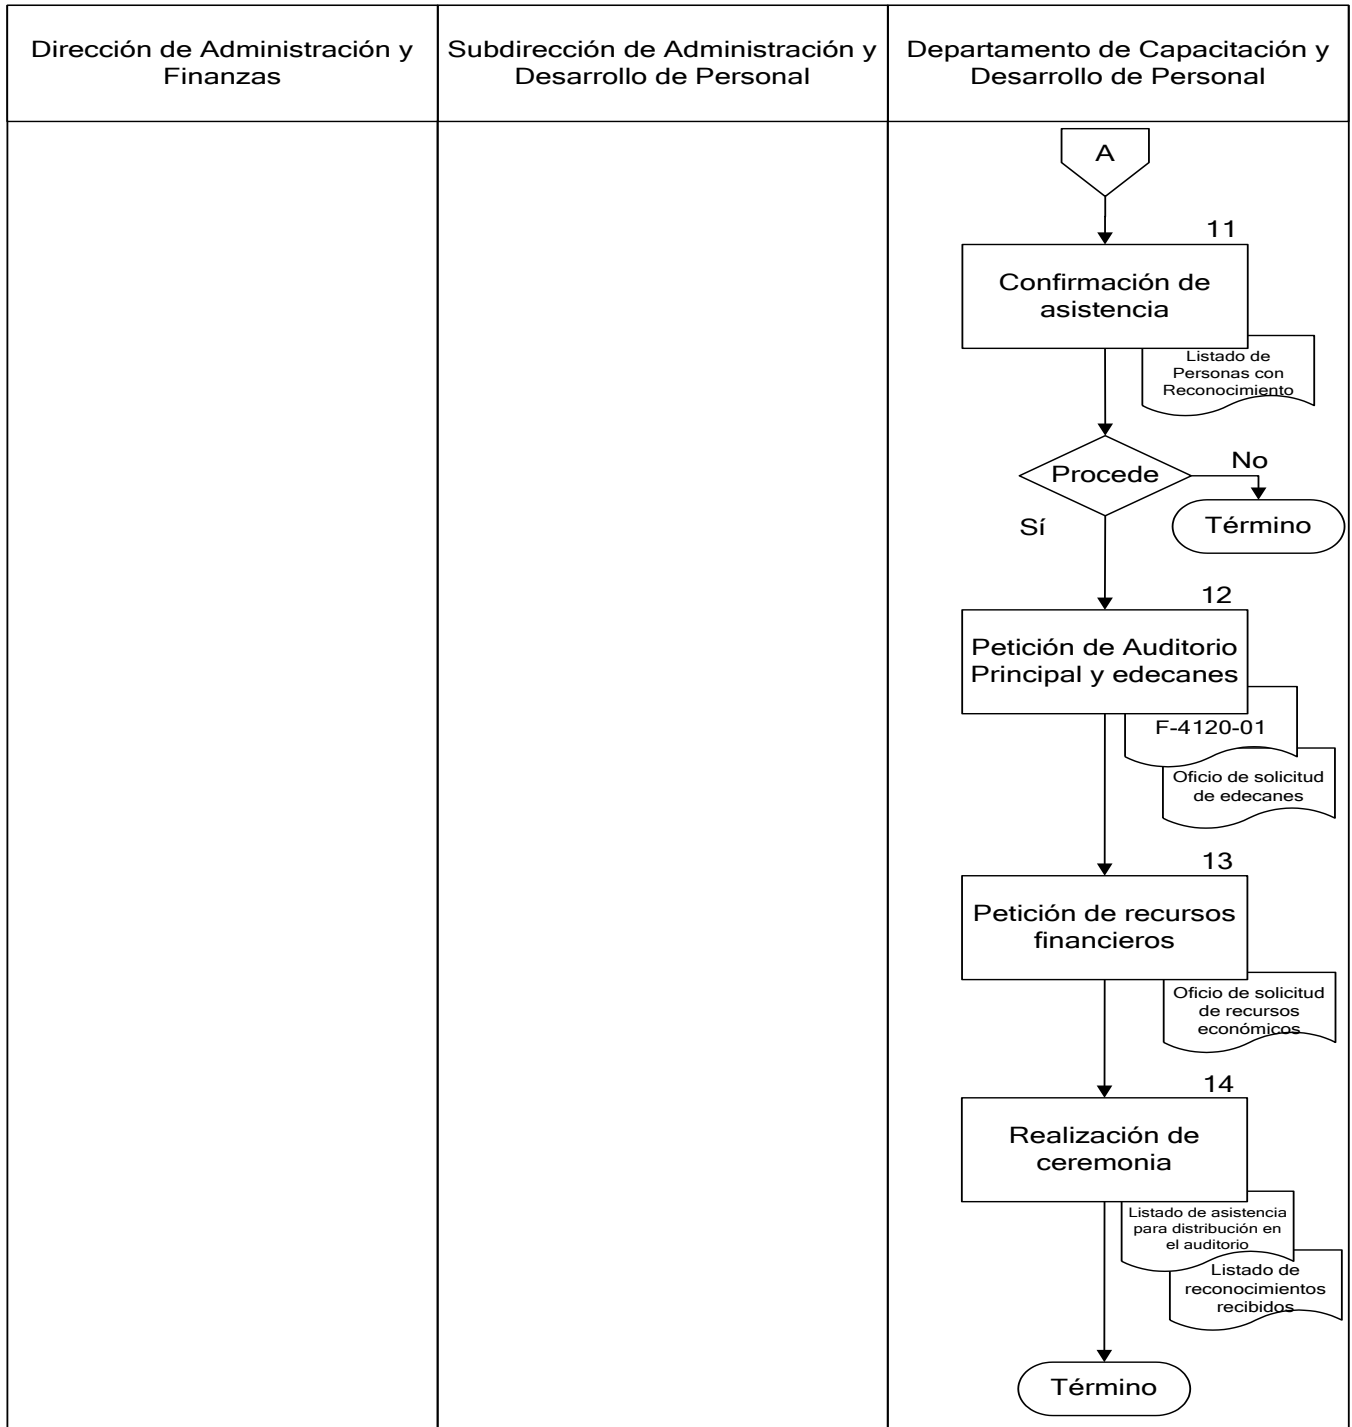 Dirección de Administración y
Finanzas
Subdirección de Administración y
Desarrollo de Personal
Departamento de Capacitación y
Desarrollo de Personal
A
11
Confirmación de
asistencia
Listado de
Personas con
Reconocimiento
Procede
No
Término
Sí
12
Petición de Auditorio
Principal y edecanes
F-4120-01
Oficio de solicitud
de edecanes
13
Petición de recursos
financieros
Oficio de solicitud
de recursos
económicos
14
Realización de
ceremonia
Listado de asistencia
para distribución en
el auditorio
Listado de
reconocimientos
recibidos
Término